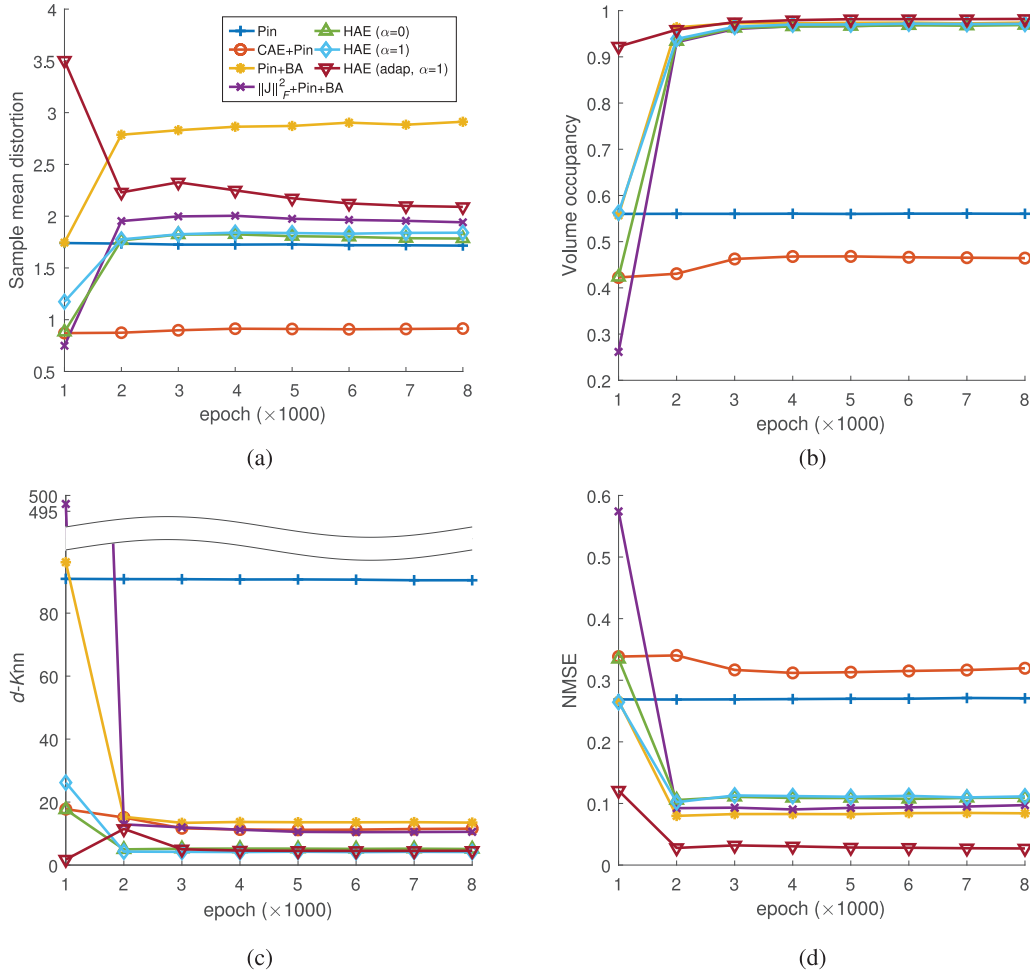 Sample mean distortion
4
3.5
3
2.5
2
1.5
1
0.5
Pin
CAE+Pin
Pin+BA
||J||²_F+Pin+BA
HAE (α=0)
HAE (α=1)
HAE (adap, α=1)
1 2 3 4 5 6 7 8
epoch (×1000)
(a)
Volume occupancy
1
0.9
0.8
0.7
0.6
0.5
0.4
0.3
0.2
1 2 3 4 5 6 7 8
epoch (×1000)
(b)
d-Knn
500
495
80
60
40
20
0
1 2 3 4 5 6 7 8
epoch (×1000)
(c)
NMSE
0.6
0.5
0.4
0.3
0.2
0.1
0
1 2 3 4 5 6 7 8
epoch (×1000)
(d)